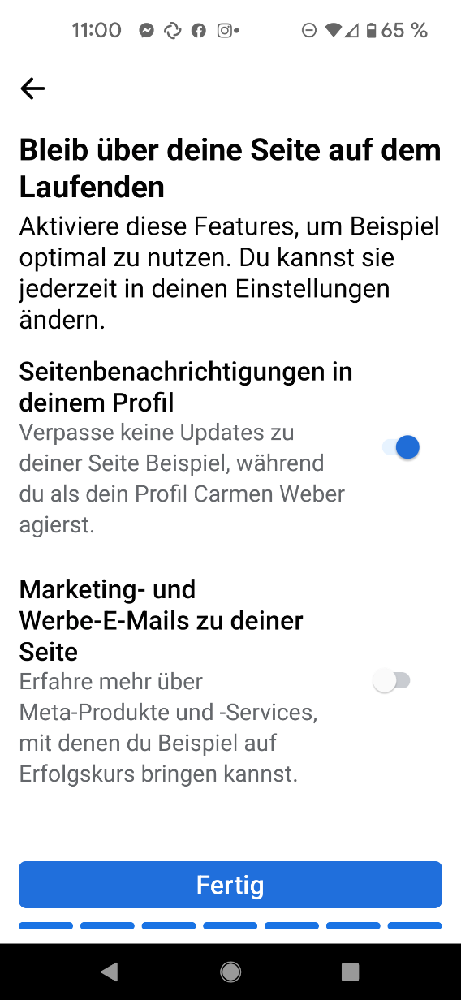 11:00
65 %
Bleib über deine Seite auf dem
Laufenden
Aktiviere diese Features, um Beispiel
optimal zu nutzen. Du kannst sie
jederzeit in deinen Einstellungen
ändern.
Seitenbenachrichtigungen in
deinem Profil
Verpasse keine Updates zu
deiner Seite Beispiel, während
du als dein Profil Carmen Weber
agierst.
Marketing- und
Werbe-E-Mails zu deiner
Seite
Erfahre mehr über
Meta-Produkte und -Services,
mit denen du Beispiel auf
Erfolgskurs bringen kannst.
Fertig